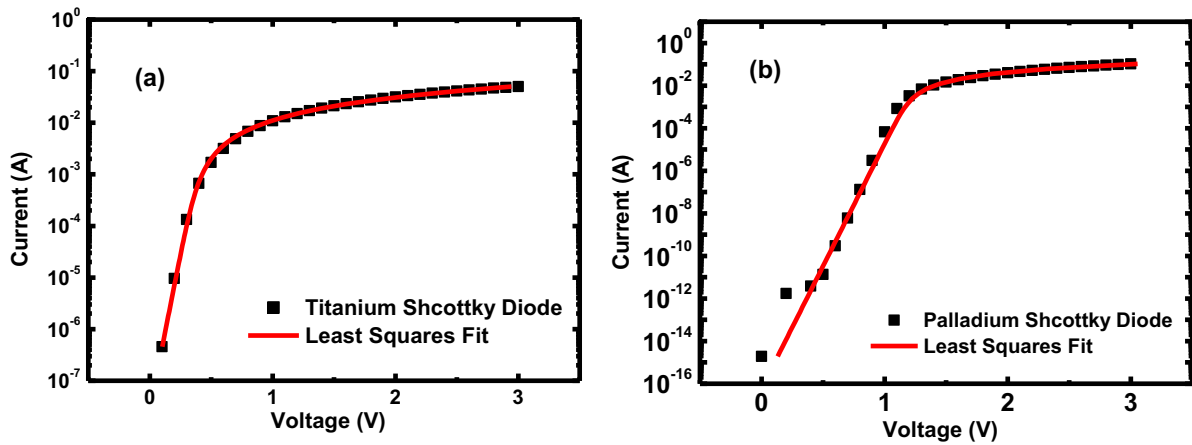 (a)
Current (A)
10^0
10^-1
10^-2
10^-3
10^-4
10^-5
10^-6
10^-7
Titanium Shcottky Diode
Least Squares Fit
0 1 2 3
Voltage (V)
(b)
Current (A)
10^0
10^-2
10^-4
10^-6
10^-8
10^-10
10^-12
10^-14
10^-16
Palladium Shcottky Diode
Least Squares Fit
0 1 2 3
Voltage (V)